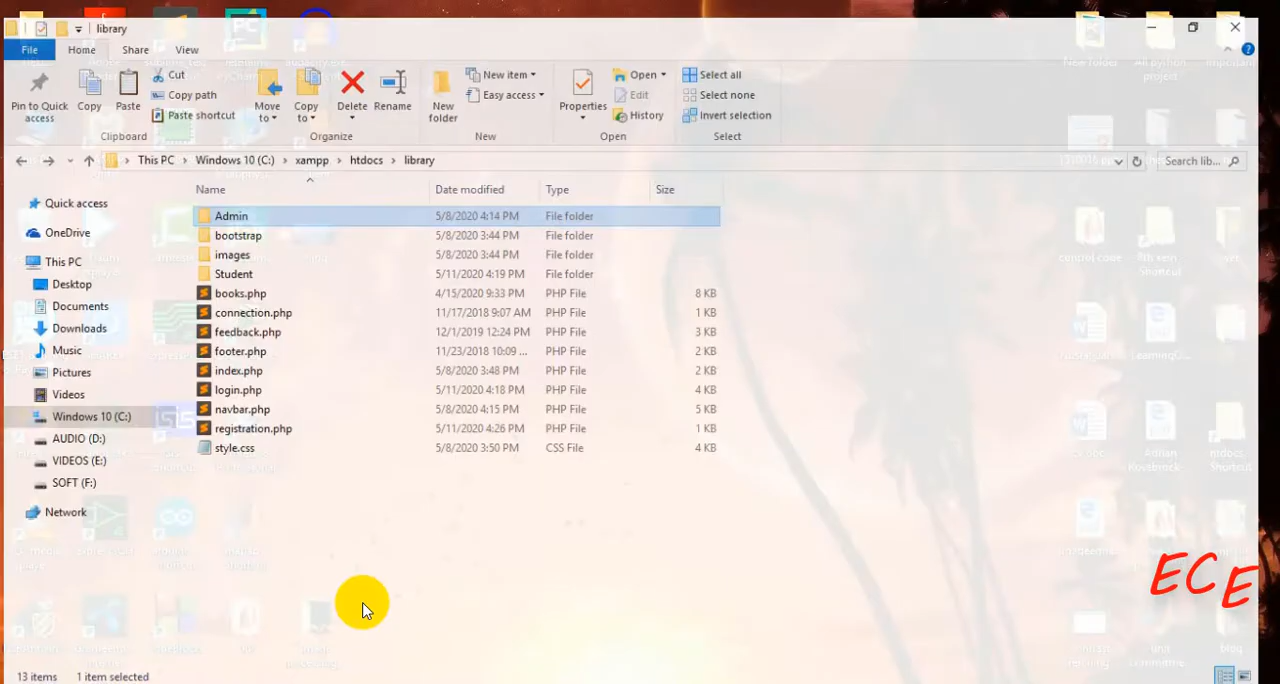 library
File Home Share View
Pin to Quick access
Copy
Paste
Cut
Copy path
Paste shortcut
Clipboard
Move to
Copy to
Delete
Rename
Organize
New folder
New item
Easy access
New
Properties
Open
Edit
History
Open
Select all
Select none
Invert selection
Select
This PC Windows 10 (C:) xampp htdocs library
Search lib...
Name Date modified Type Size
Quick access
OneDrive
This PC
Desktop
Documents
Downloads
Music
Pictures
Videos
Windows 10 (C:)
AUDIO (D:)
VIDEOS (E:)
SOFT (F:)
Network
Admin 5/8/2020 4:14 PM File folder
bootstrap 5/8/2020 3:44 PM File folder
images 5/8/2020 3:44 PM File folder
Student 5/11/2020 4:19 PM File folder
books.php 4/15/2020 9:33 PM PHP File 8 KB
connection.php 11/17/2018 9:07 AM PHP File 1 KB
feedback.php 12/1/2019 12:24 PM PHP File 3 KB
footer.php 11/23/2018 10:09 ... PHP File 2 KB
index.php 5/8/2020 3:48 PM PHP File 2 KB
login.php 5/11/2020 4:18 PM PHP File 4 KB
navbar.php 5/8/2020 4:15 PM PHP File 5 KB
registration.php 5/11/2020 4:26 PM PHP File 1 KB
style.css 5/8/2020 3:50 PM CSS File 4 KB
New folder
control code
blog
ECE
13 items 1 item selected